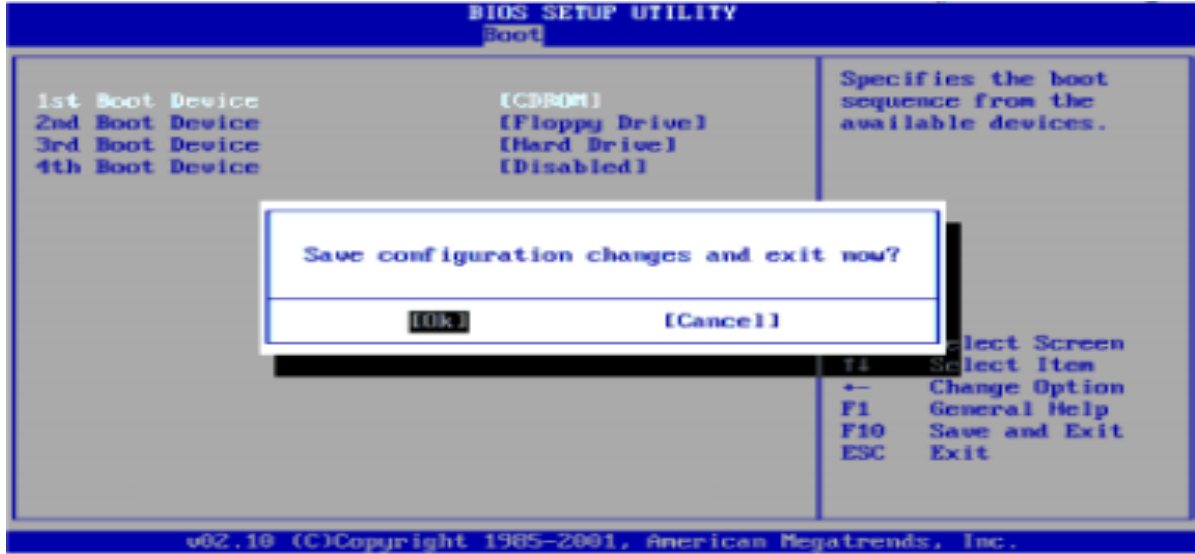 BIOS SETUP UTILITY
Boot
1st Boot Device [CDROM]
2nd Boot Device [Floppy Drive]
3rd Boot Device [Hard Drive]
4th Boot Device [Disabled]
Specifies the boot
sequence from the
available devices.
Save configuration changes and exit now?
[Ok] [Cancel]
lect Screen
↑↓ Select Item
←— Change Option
F1 General Help
F10 Save and Exit
ESC Exit
v02.10 (C)Copyright 1985-2001, American Megatrends, Inc.